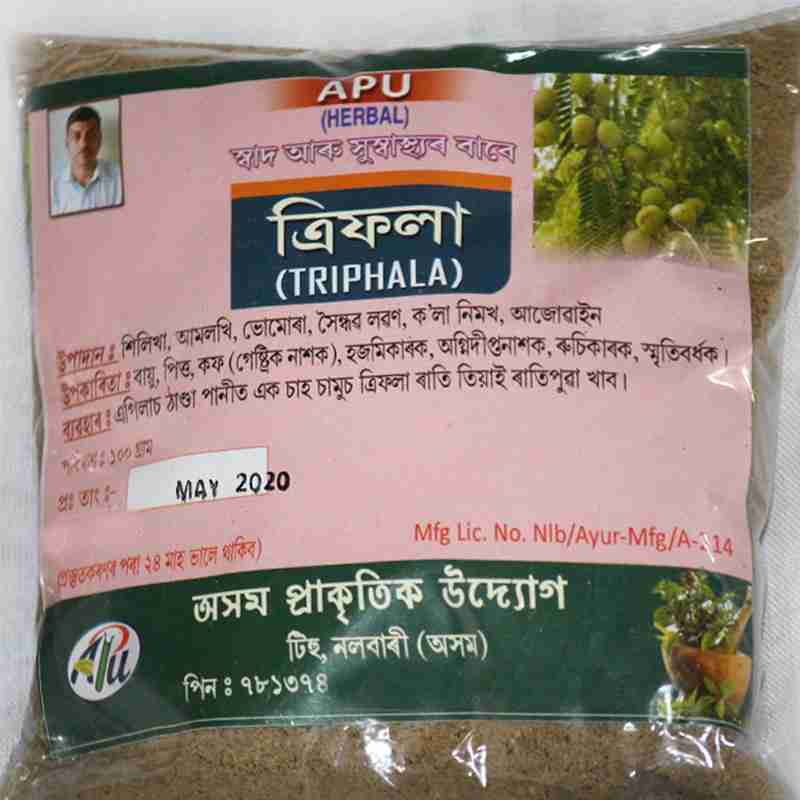 APU
(HERBAL)
স্বাদ আৰু সুস্বাস্থ্যৰ বাবে
ত্ৰিফলা
(TRIPHALA)
উপাদান : শিলিখা, আমলখি, ভোমোৰা, সৈন্ধৱ লৱণ, ক'লা নিমখ, আজোৱাইন
উপকাৰিতা : বায়ু, পিত্ত, কফ (গেষ্ট্ৰিক নাশক), হজমিকাৰক, অগ্নিদীপ্তনাশক, ৰুচিকাৰক, স্মৃতিবৰ্ধক।
ব্যৱহাৰ : এগিলাচ ঠাণ্ডা পানীত এক চাহ চামুচ ত্ৰিফলা ৰাতি তিয়াই ৰাতিপুৱা খাব।
১০০ গ্ৰাম
প্ৰঃ তাং :- MAY 2020
(প্ৰস্তুতকৰণৰ পৰা ২৪ মাহ ভালে থাকিব)
Mfg Lic. No. Nlb/Ayur-Mfg/A-
অসম প্ৰাকৃতিক উদ্যোগ
টিহু, নলবাৰী (অসম)
পিন : ৭৮১৩৭৪
Apu